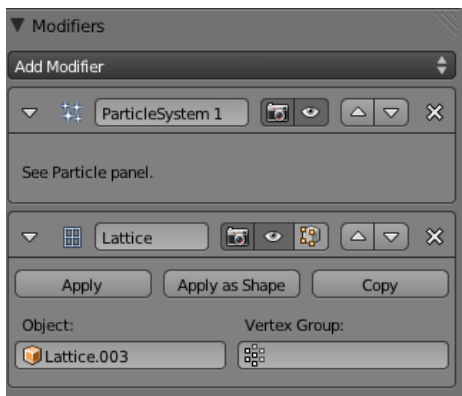 Modifiers
Add Modifier
ParticleSystem 1
See Particle panel.
Lattice
Apply Apply as Shape Copy
Object: Vertex Group:
Lattice.003